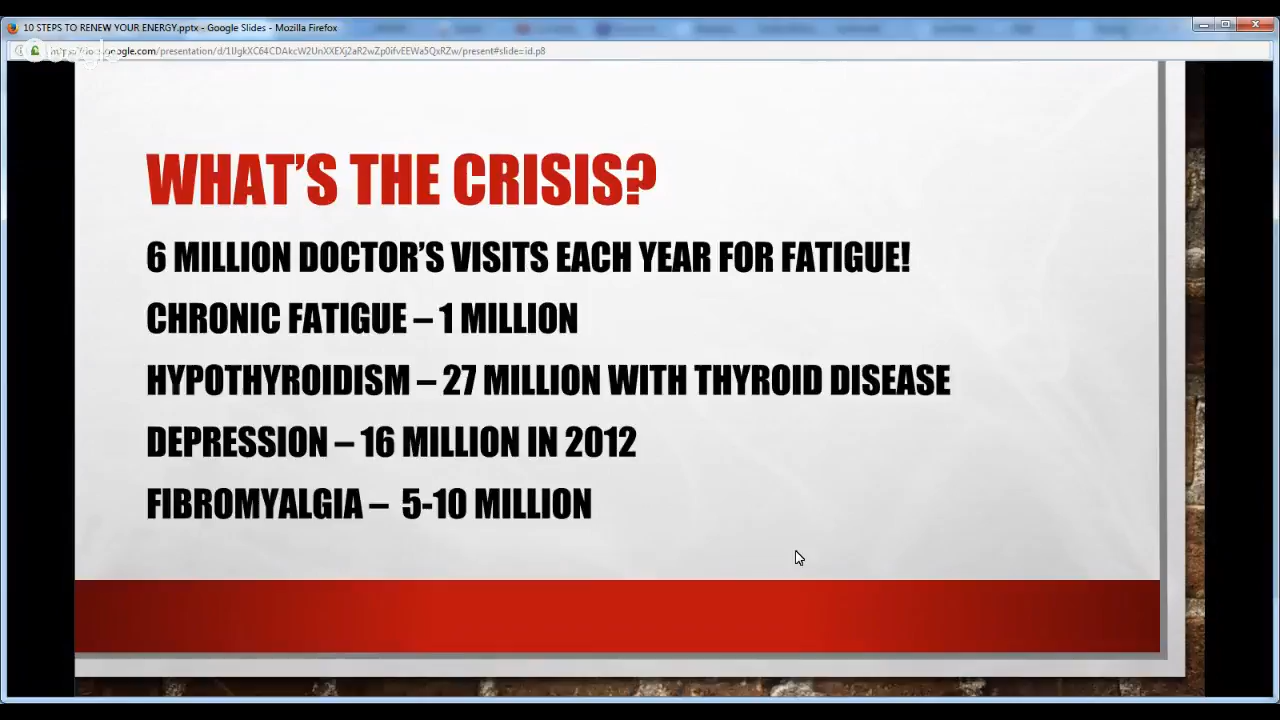 10 STEPS TO RENEW YOUR ENERGY.pptx - Google Slides - Mozilla Firefox
WHAT'S THE CRISIS?
6 MILLION DOCTOR'S VISITS EACH YEAR FOR FATIGUE!
CHRONIC FATIGUE – 1 MILLION
HYPOTHYROIDISM – 27 MILLION WITH THYROID DISEASE
DEPRESSION – 16 MILLION IN 2012
FIBROMYALGIA – 5-10 MILLION